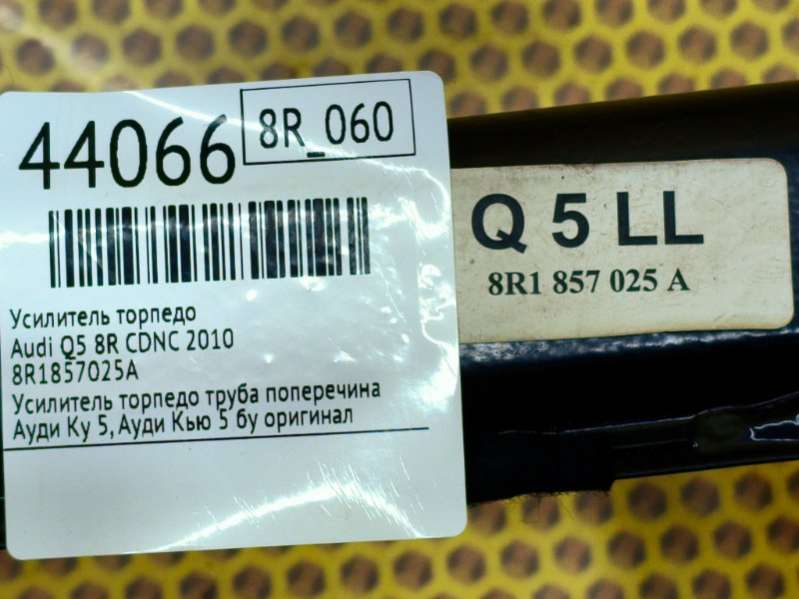 44066
8R_060
Усилитель торпедо
Audi Q5 8R CDNC 2010
8R1857025A
Усилитель торпедо труба поперечина
Ауди Ку 5, Ауди Кью 5 бу оригинал
Q 5 LL
8R1 857 025 A